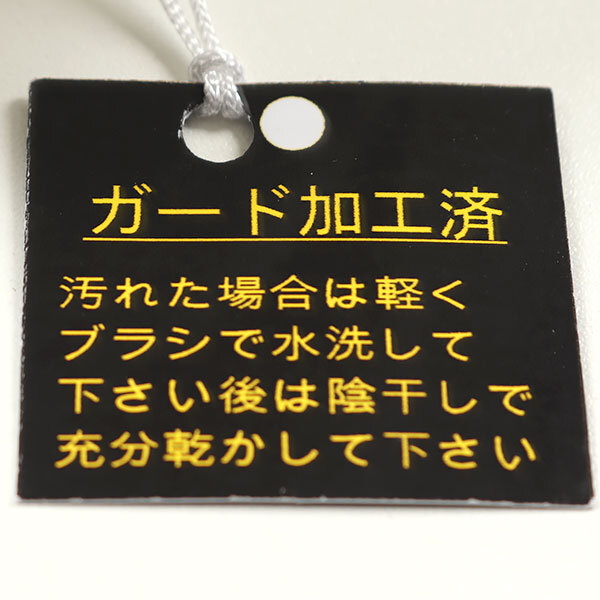 ガード加工済
汚れた場合は軽く
ブラシで水洗して
下さい後は陰干しで
充分乾かして下さい